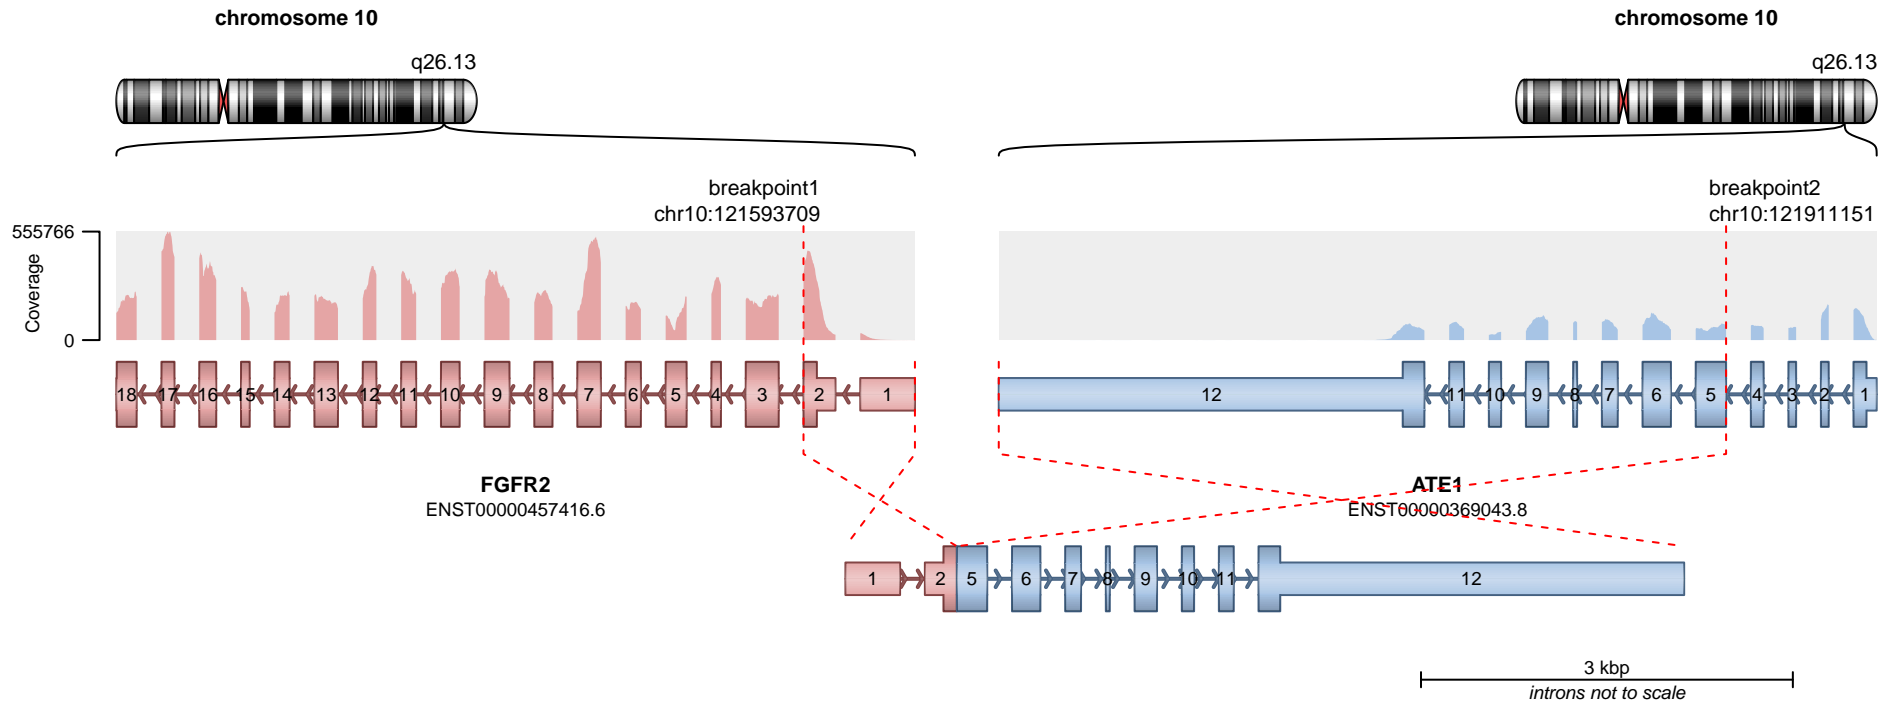 chromosome 10
chromosome 10
q26.13
q26.13
breakpoint1
chr10:121593709
breakpoint2
chr10:121911151
555766
Coverage
0
18 17 16 15 14 13 12 11 10 9 8 7 6 5 4 3 2 1
12 11 10 9 8 7 6 5 4 3 2 1
FGFR2
ENST00000457416.6
ATE1
ENST00000369043.8
1 2 5 6 7 8 9 10 11 12
3 kbp
introns not to scale